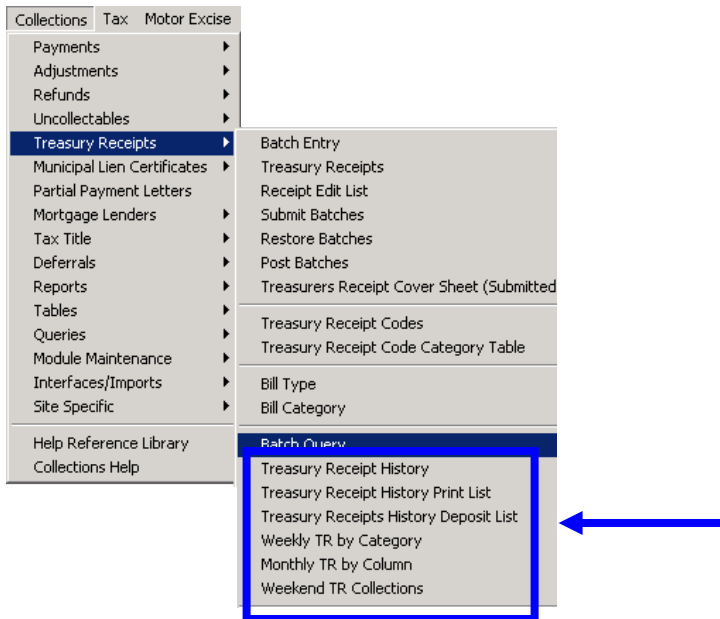 Collections Tax Motor Excise
Payments
Adjustments
Refunds
Uncollectables
Treasury Receipts
Municipal Lien Certificates
Partial Payment Letters
Mortgage Lenders
Tax Title
Deferrals
Reports
Tables
Queries
Module Maintenance
Interfaces/Imports
Site Specific
Help Reference Library
Collections Help
Batch Entry
Treasury Receipts
Receipt Edit List
Submit Batches
Restore Batches
Post Batches
Treasurers Receipt Cover Sheet (Submitted
Treasury Receipt Codes
Treasury Receipt Code Category Table
Bill Type
Bill Category
Batch Query
Treasury Receipt History
Treasury Receipt History Print List
Treasury Receipts History Deposit List
Weekly TR by Category
Monthly TR by Column
Weekend TR Collections